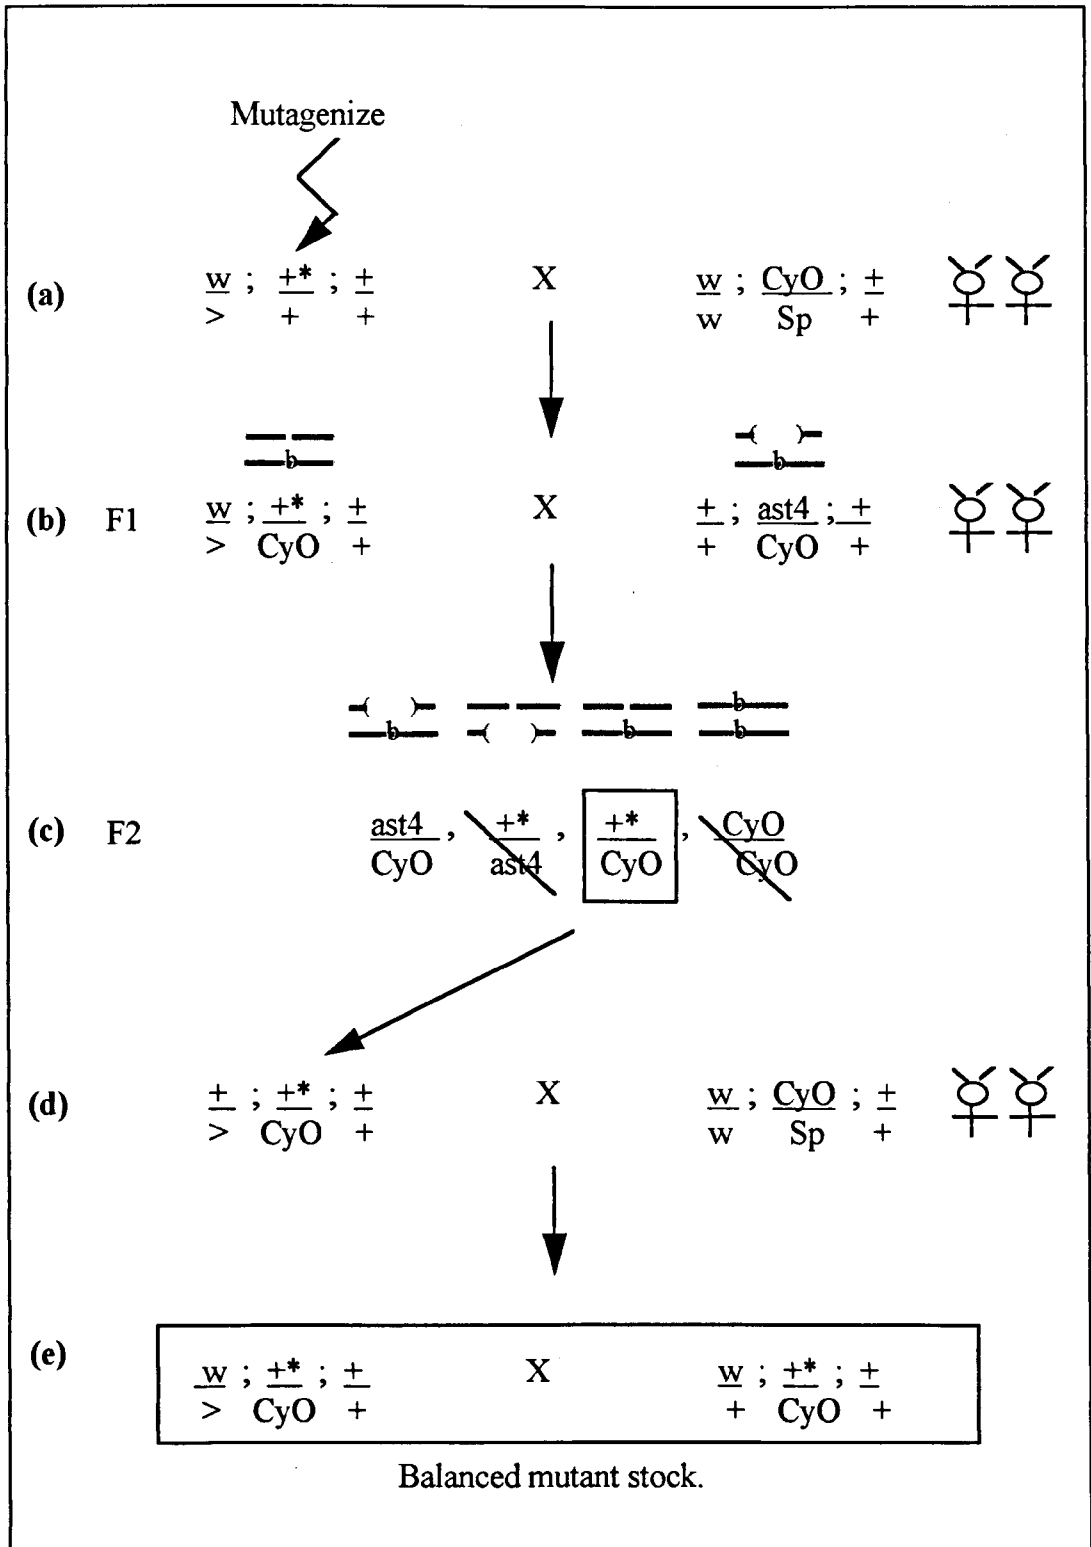 Mutagenize
(a) w ; +* ; + X w ; CyO ; +
> + + w Sp +
b b
(b) F1 w ; +* ; + X + ; ast4 ; +
> CyO + + CyO +
b
b b b
(c) F2 ast4 , +* , +* , CyO
CyO ast4 CyO CyO
(d) + ; +* ; + X w ; CyO ; +
> CyO + w Sp +
(e) w ; +* ; + X w ; +* ; +
> CyO + + CyO +
Balanced mutant stock.